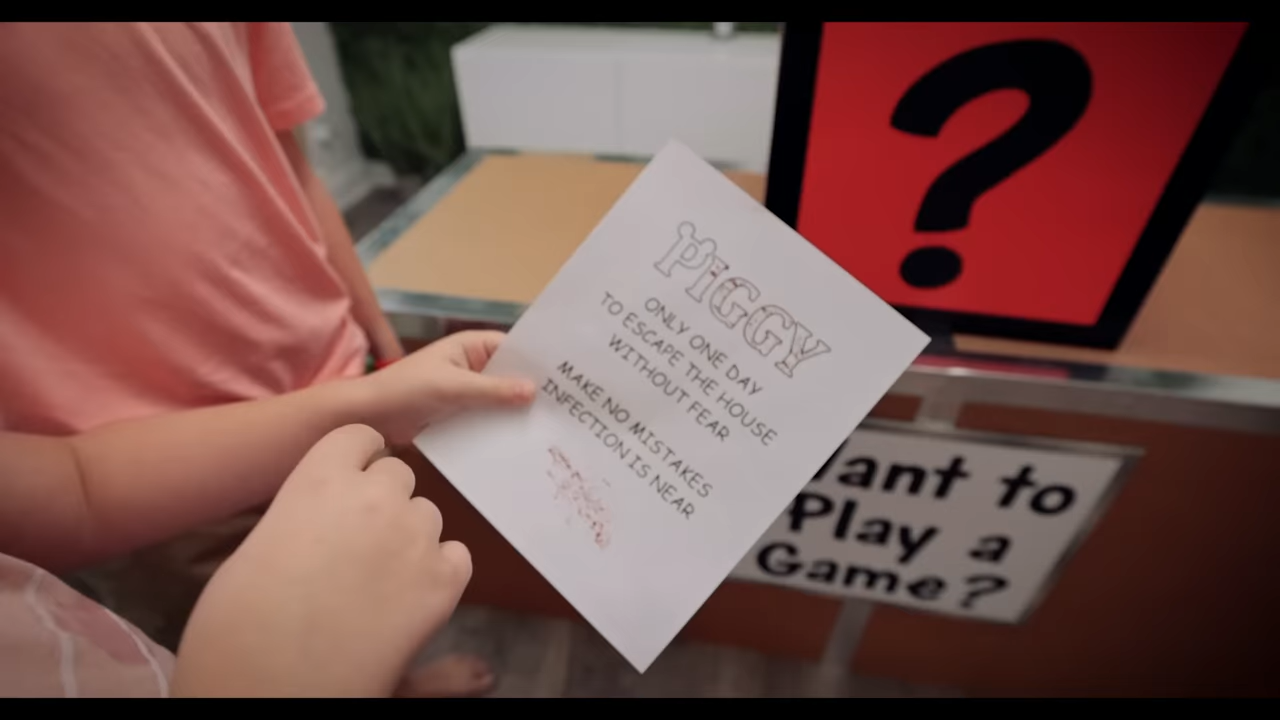 ?
PIGGY
ONLY ONE DAY
TO ESCAPE THE HOUSE
WITHOUT FEAR
MAKE NO MISTAKES
INFECTION IS NEAR
Want to
Play a
Game?